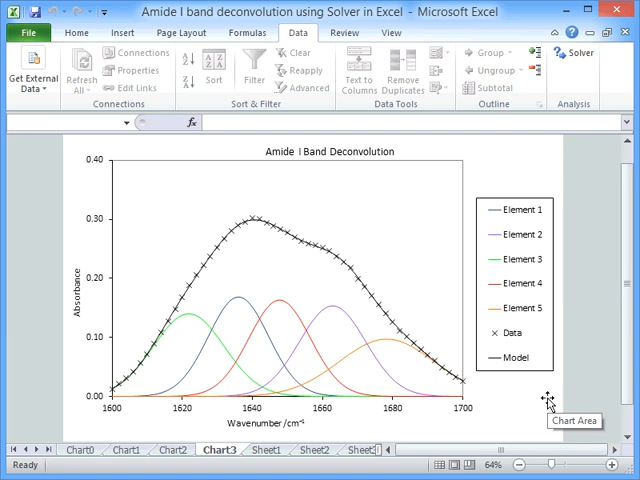 Amide I band deconvolution using Solver in Excel - Microsoft Excel
File Home Insert Page Layout Formulas Data Review View
Get External Data
Refresh All
Connections
Properties
Edit Links
Connections
Sort
Filter
Clear
Reapply
Advanced
Sort & Filter
Text to Columns
Remove Duplicates
Data Tools
Group
Ungroup
Subtotal
Outline
Solver
Analysis
fx
Amide I Band Deconvolution
0.40
0.30
0.20
0.10
0.00
Absorbance
1600 1620 1640 1660 1680 1700
Wavenumber /cm⁻¹
Element 1
Element 2
Element 3
Element 4
Element 5
Data
Model
Chart Area
Chart0 Chart1 Chart2 Chart3 Sheet1 Sheet2 Sheet3
Ready 64%